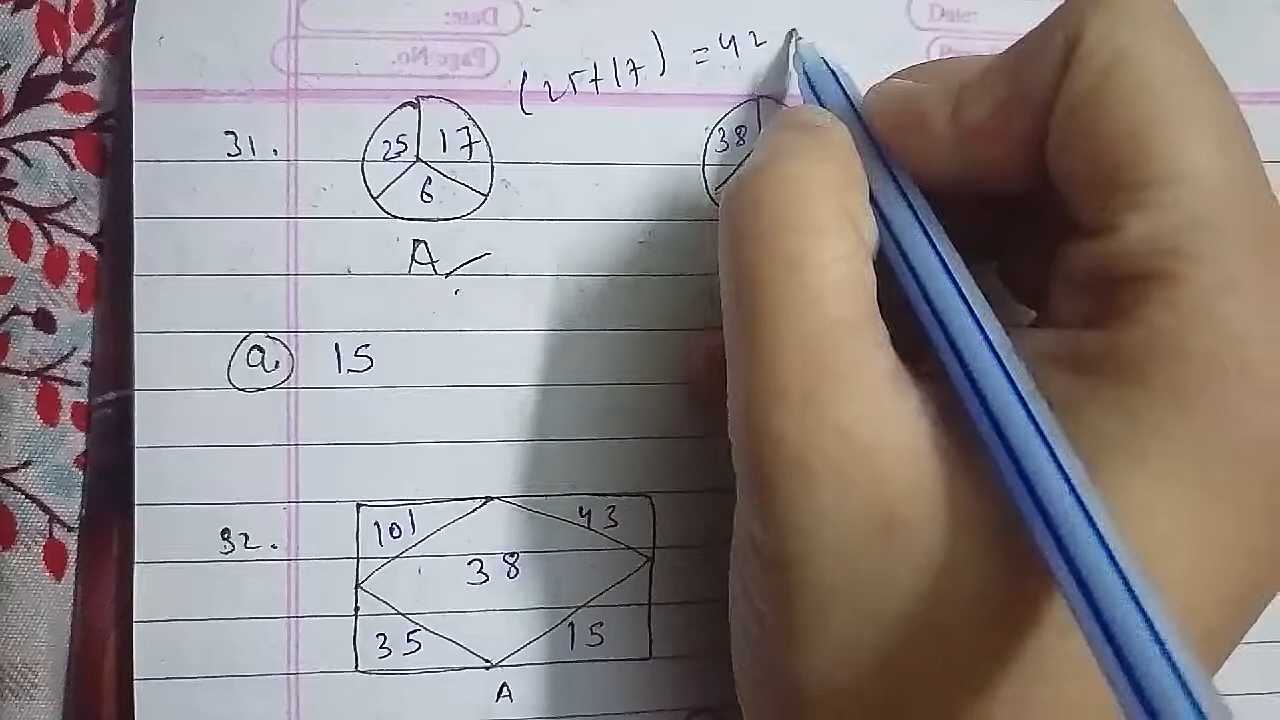 Date:
Date:
Page No.
(25+17) = 42
31. 25 17 38
6
A
a. 15
32. 101 43
38
35 15
A